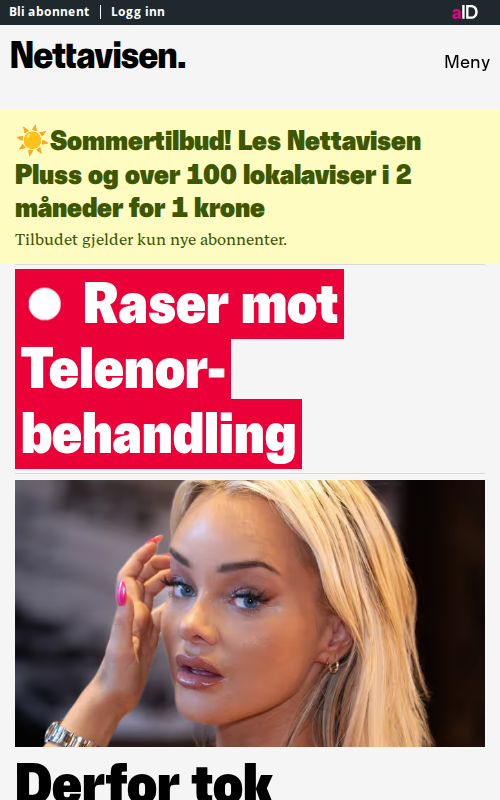 Bli abonnent | Logg inn
aID
Nettavisen.
Meny
☀️Sommertilbud! Les Nettavisen
Pluss og over 100 lokalaviser i 2
måneder for 1 krone
Tilbudet gjelder kun nye abonnenter.
Raser mot
Telenor-
behandling
Derfor tok